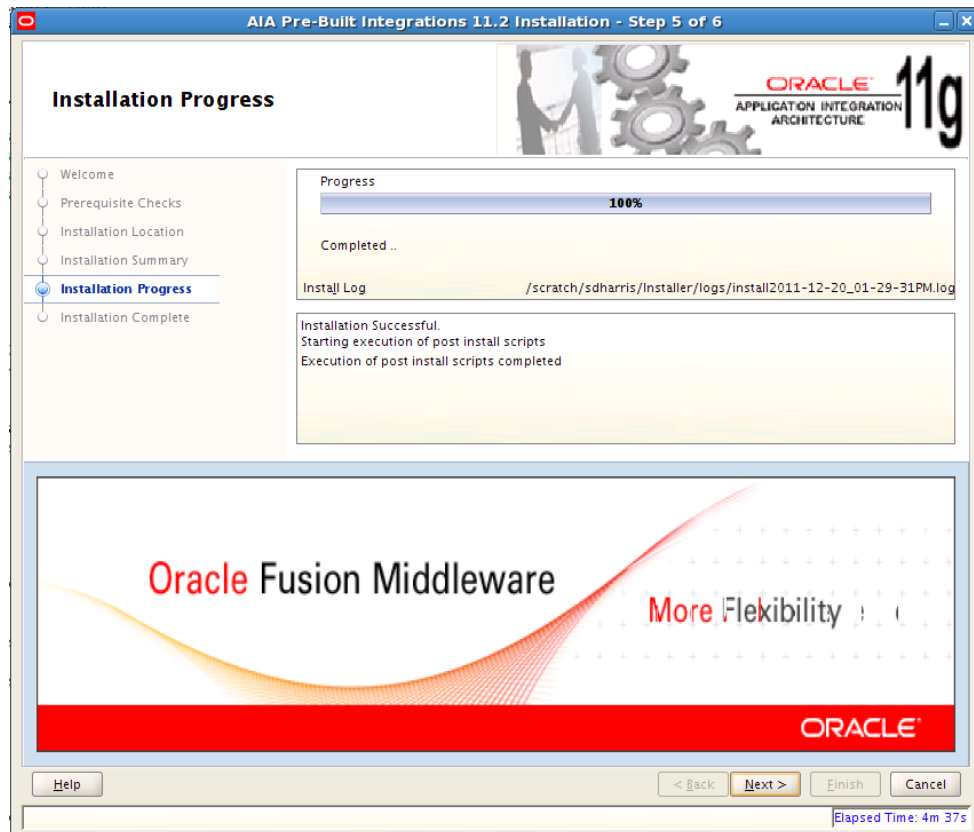 AIA Pre-Built Integrations 11.2 Installation - Step 5 of 6
Installation Progress
ORACLE
APPLICATION INTEGRATION
ARCHITECTURE
11g
Welcome
Prerequisite Checks
Installation Location
Installation Summary
Installation Progress
Installation Complete
Progress
100%
Completed ..
Install Log /scratch/sdharris/Installer/logs/install2011-12-20_01-29-31PM.log
Installation Successful.
Starting execution of post install scripts
Execution of post install scripts completed
Oracle Fusion Middleware
More Flexibility
ORACLE
Help < Back Next > Finish Cancel
Elapsed Time: 4m 37s